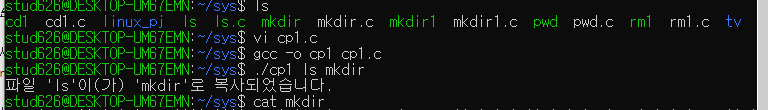 stud626@DESKTOP-UM67EMN:~/sys$ ls
cd1 cd1.c linux_pj ls ls.c mkdir mkdir.c mkdir1 mkdir1.c pwd pwd.c rm1 rm1.c tv
stud626@DESKTOP-UM67EMN:~/sys$ vi cp1.c
stud626@DESKTOP-UM67EMN:~/sys$ gcc -o cp1 cp1.c
stud626@DESKTOP-UM67EMN:~/sys$ ./cp1 ls mkdir
파일 'ls'이(가) 'mkdir'로 복사되었습니다.
stud626@DESKTOP-UM67EMN:~/sys$ cat mkdir